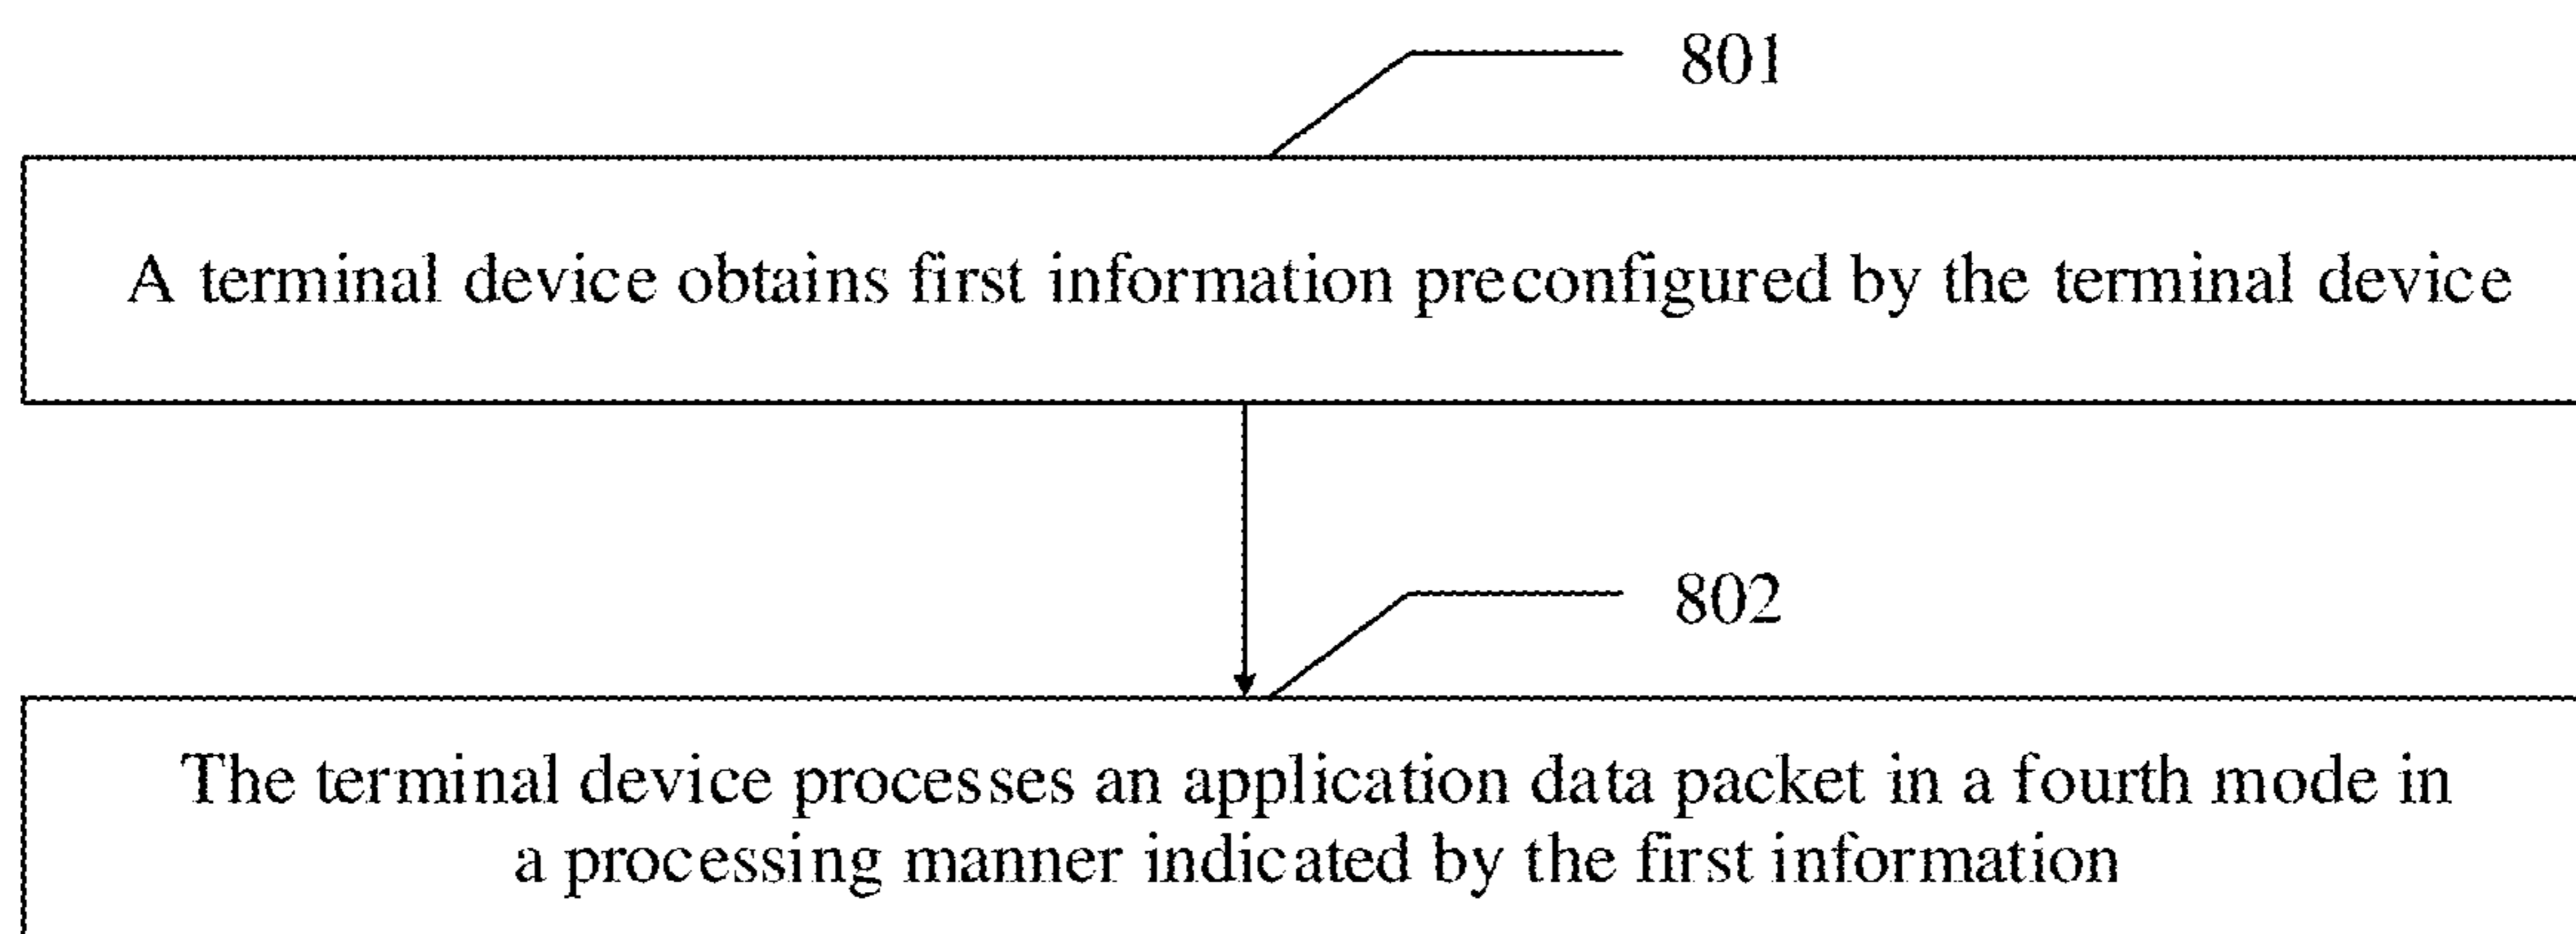 801
A terminal device obtains first information preconfigured by the terminal device
802
The terminal device processes an application data packet in a fourth mode in
a processing manner indicated by the first information